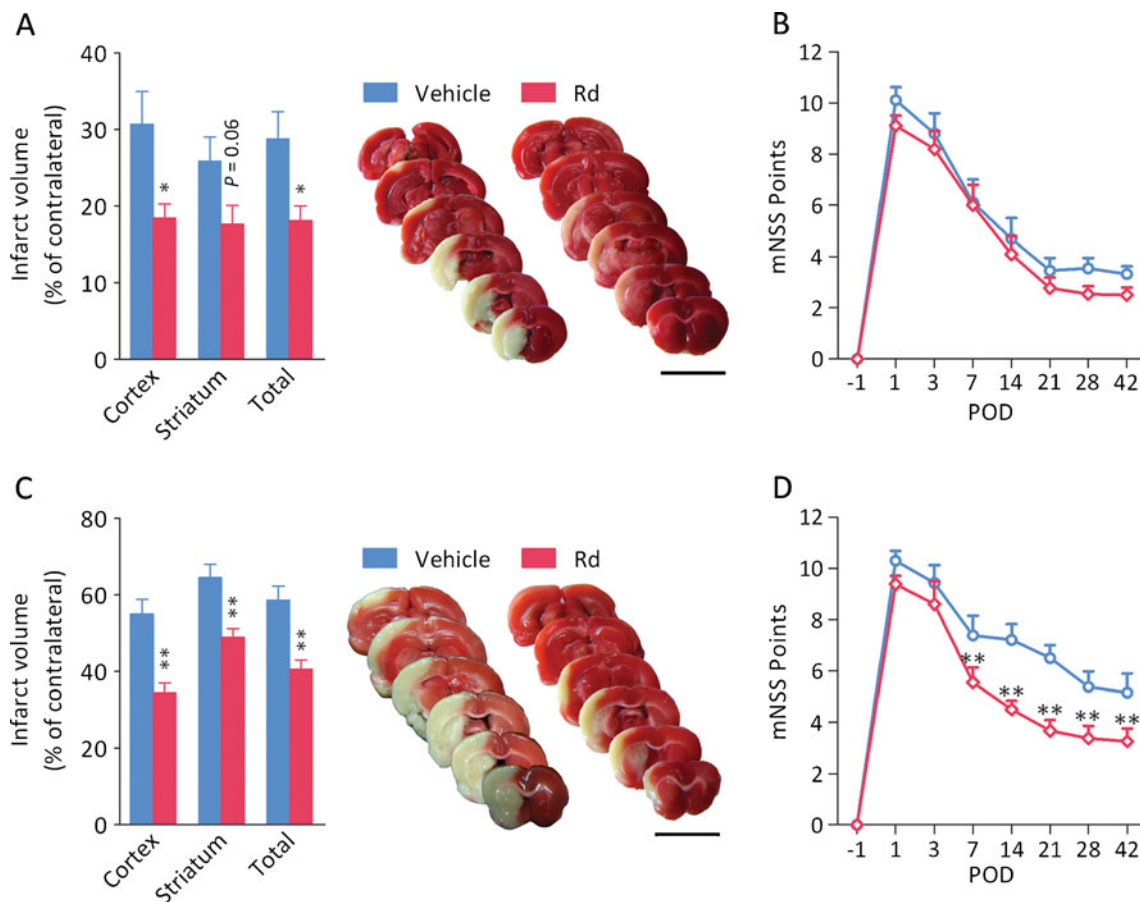 A
Infarct volume
(% of contralateral)
40
30
20
10
0
*
P = 0.06
*
Cortex
Striatum
Total
Vehicle
Rd
B
mNSS Points
12
10
8
6
4
2
0
-1 1 3 7 14 21 28 42
POD
C
Infarct volume
(% of contralateral)
80
60
40
20
0
**
**
**
Cortex
Striatum
Total
Vehicle
Rd
D
mNSS Points
12
10
8
6
4
2
0
** ** ** ** **
-1 1 3 7 14 21 28 42
POD